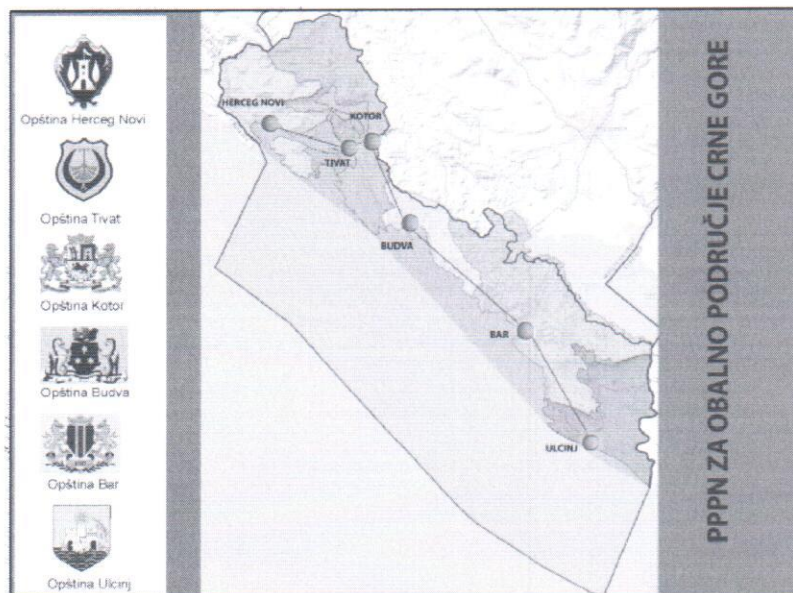 Opština Herceg Novi
Opština Tivat
Opština Kotor
Opština Budva
Opština Bar
Opština Ulcinj
HERCEG NOVI
KOTOR
TIVAT
BUDVA
BAR
ULCINJ
PPPN ZA OBALNO PODRUČJE CRNE GORE